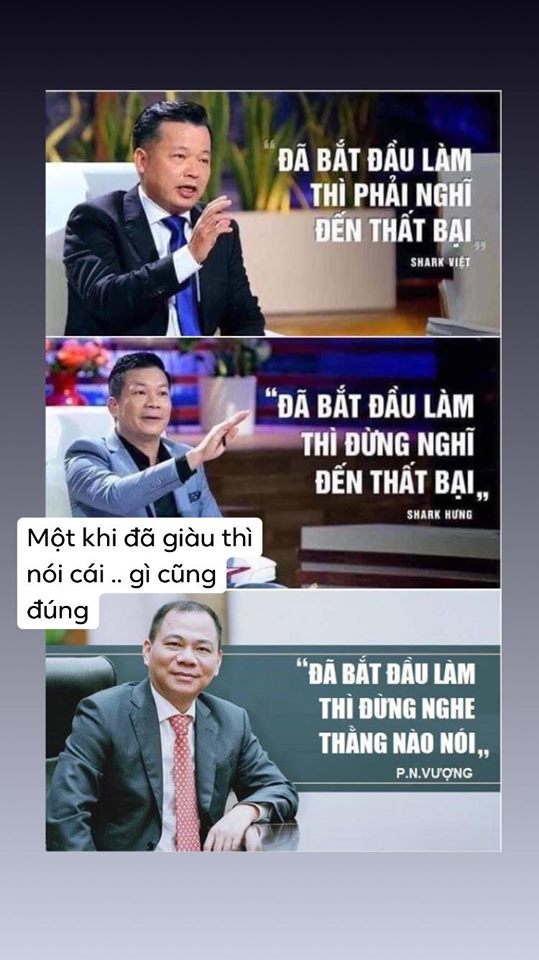 “ĐÃ BẮT ĐẦU LÀM
THÌ PHẢI NGHĨ
ĐẾN THẤT BẠI„
SHARK VIỆT
“ĐÃ BẮT ĐẦU LÀM
THÌ ĐỪNG NGHĨ
ĐẾN THẤT BẠI„
SHARK HƯNG
Một khi đã giàu thì
nói cái .. gì cũng
đúng
“ĐÃ BẮT ĐẦU LÀM
THÌ ĐỪNG NGHE
THẰNG NÀO NÓI„
P.N.VƯỢNG